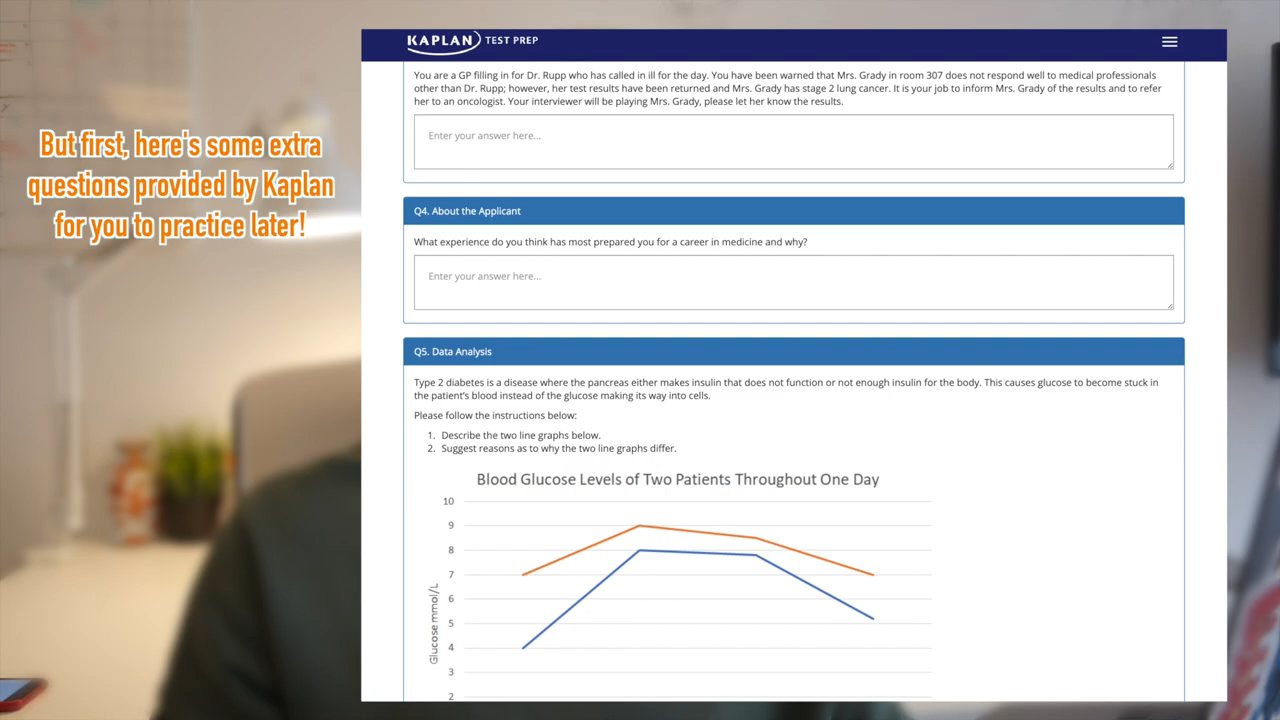 But first, here's some extra
questions provided by Kaplan
for you to practice later!
KAPLAN TEST PREP
You are a GP filling in for Dr. Rupp who has called in ill for the day. You have been warned that Mrs. Grady in room 307 does not respond well to medical professionals
other than Dr. Rupp; however, her test results have been returned and Mrs. Grady has stage 2 lung cancer. It is your job to inform Mrs. Grady of the results and to refer
her to an oncologist. Your interviewer will be playing Mrs. Grady, please let her know the results.
Enter your answer here...
Q4. About the Applicant
What experience do you think has most prepared you for a career in medicine and why?
Enter your answer here...
Q5. Data Analysis
Type 2 diabetes is a disease where the pancreas either makes insulin that does not function or not enough insulin for the body. This causes glucose to become stuck in
the patient's blood instead of the glucose making its way into cells.
Please follow the instructions below:
1. Describe the two line graphs below.
2. Suggest reasons as to why the two line graphs differ.
Blood Glucose Levels of Two Patients Throughout One Day
10
9
8
7
6
5
4
3
2
Glucose mmol/L